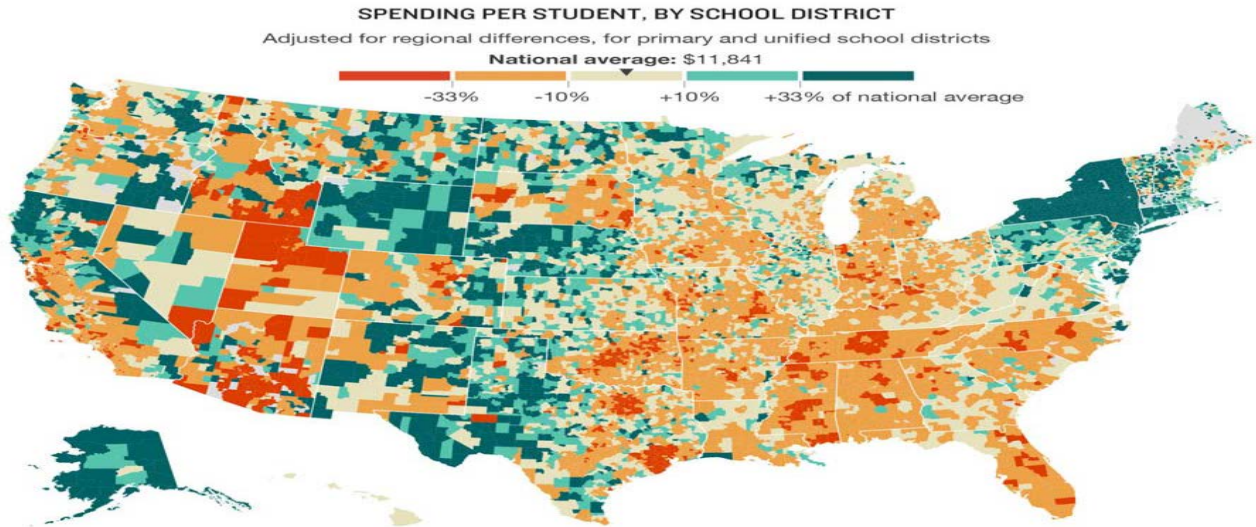 SPENDING PER STUDENT, BY SCHOOL DISTRICT
Adjusted for regional differences, for primary and unified school districts
National average: $11,841
-33% -10% +10% +33% of national average